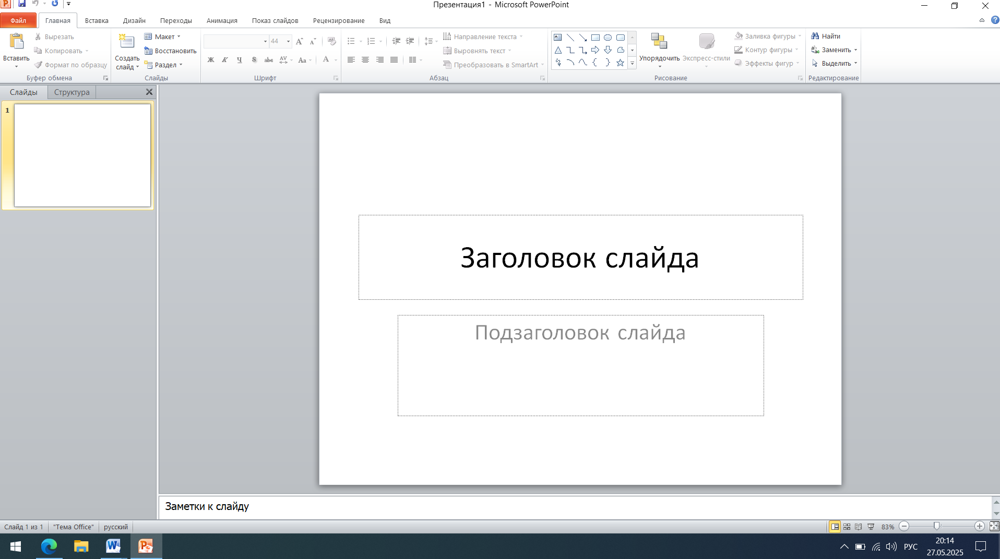 Презентация1 - Microsoft PowerPoint
Файл Главная Вставка Дизайн Переходы Анимация Показ слайдов Рецензирование Вид
Вставить
Вырезать
Копировать
Формат по образцу
Буфер обмена
Создать слайд
Макет
Восстановить
Раздел
Слайды
44
Ж К Ч S abc AV Aa A
Шрифт
Направление текста
Выровнять текст
Преобразовать в SmartArt
Абзац
Упорядочить
Экспресс-стили
Заливка фигуры
Контур фигуры
Эффекты фигур
Рисование
Найти
Заменить
Выделить
Редактирование
Слайды Структура
1
Заголовок слайда
Подзаголовок слайда
Заметки к слайду
Слайд 1 из 1 "Тема Office" русский 83%
РУС
20:14
27.05.2025